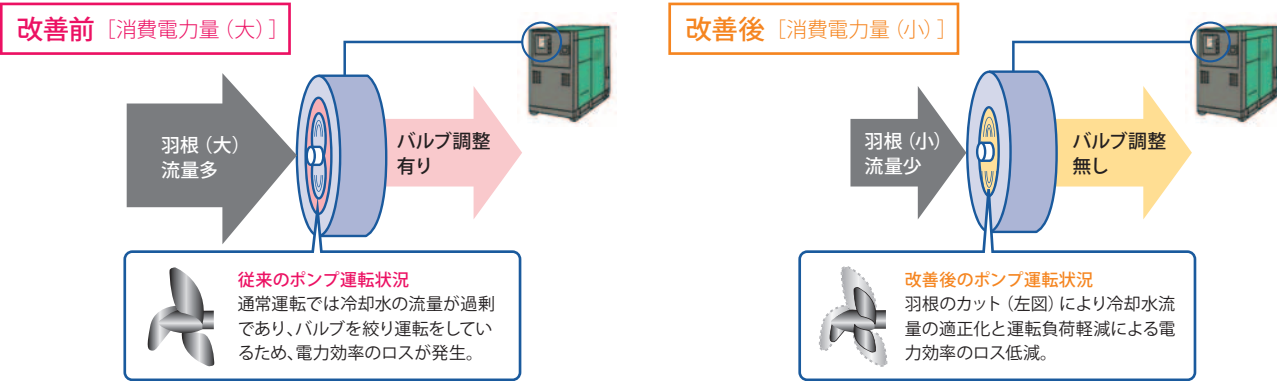 改善前［消費電力量（大）］
羽根（大）
流量多
バルブ調整
有り
従来のポンプ運転状況
通常運転では冷却水の流量が過剰
であり、バルブを絞り運転をしてい
るため、電力効率のロスが発生。
改善後［消費電力量（小）］
羽根（小）
流量少
バルブ調整
無し
改善後のポンプ運転状況
羽根のカット（左図）により冷却水流
量の適正化と運転負荷軽減による電
力効率のロス低減。